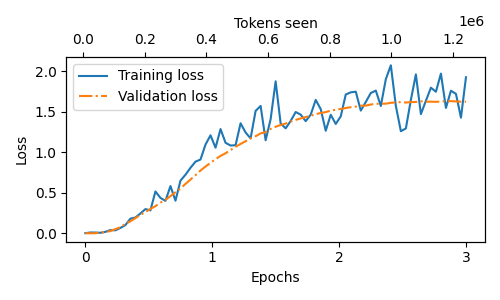 Tokens seen
0.0 0.2 0.4 0.6 0.8 1.0 1.2 1e6
Training loss
Validation loss
2.0
1.5
1.0
0.5
0.0
Loss
0 1 2 3
Epochs